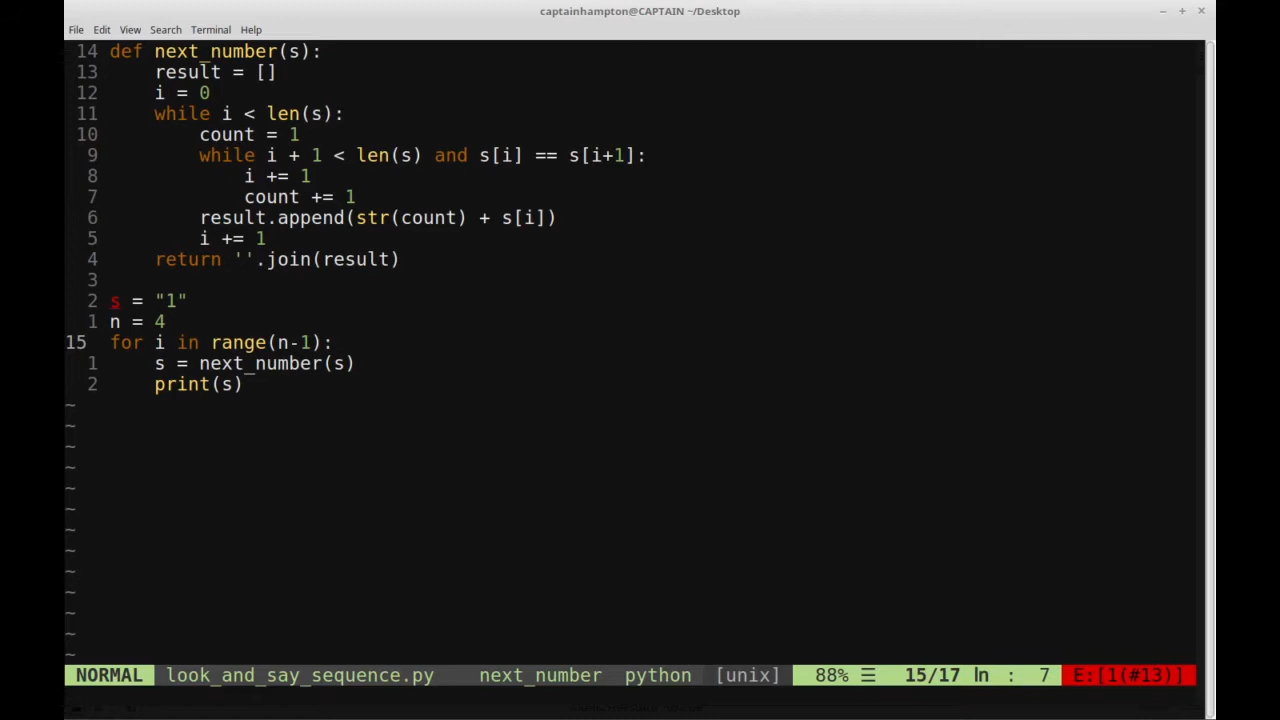 captainhampton@CAPTAIN ~/Desktop
File Edit View Search Terminal Help
14 def next_number(s):
13     result = []
12     i = 0
11     while i < len(s):
10         count = 1
9         while i + 1 < len(s) and s[i] == s[i+1]:
8             i += 1
7             count += 1
6         result.append(str(count) + s[i])
5         i += 1
4     return ''.join(result)
3
2 s = "1"
1 n = 4
15 for i in range(n-1):
1     s = next_number(s)
2     print(s)
~
~
~
~
~
~
~
~
~
~
~
~
~
NORMAL look_and_say_sequence.py next_number python [unix] 88% ☰ 15/17 ln : 7 E:[1(#13)]